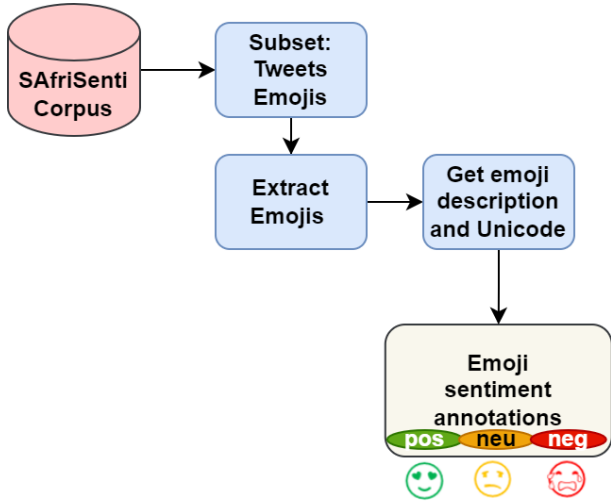 SAfriSenti
Corpus
Subset:
Tweets
Emojis
Extract
Emojis
Get emoji
description
and Unicode
Emoji
sentiment
annotations
pos neu neg